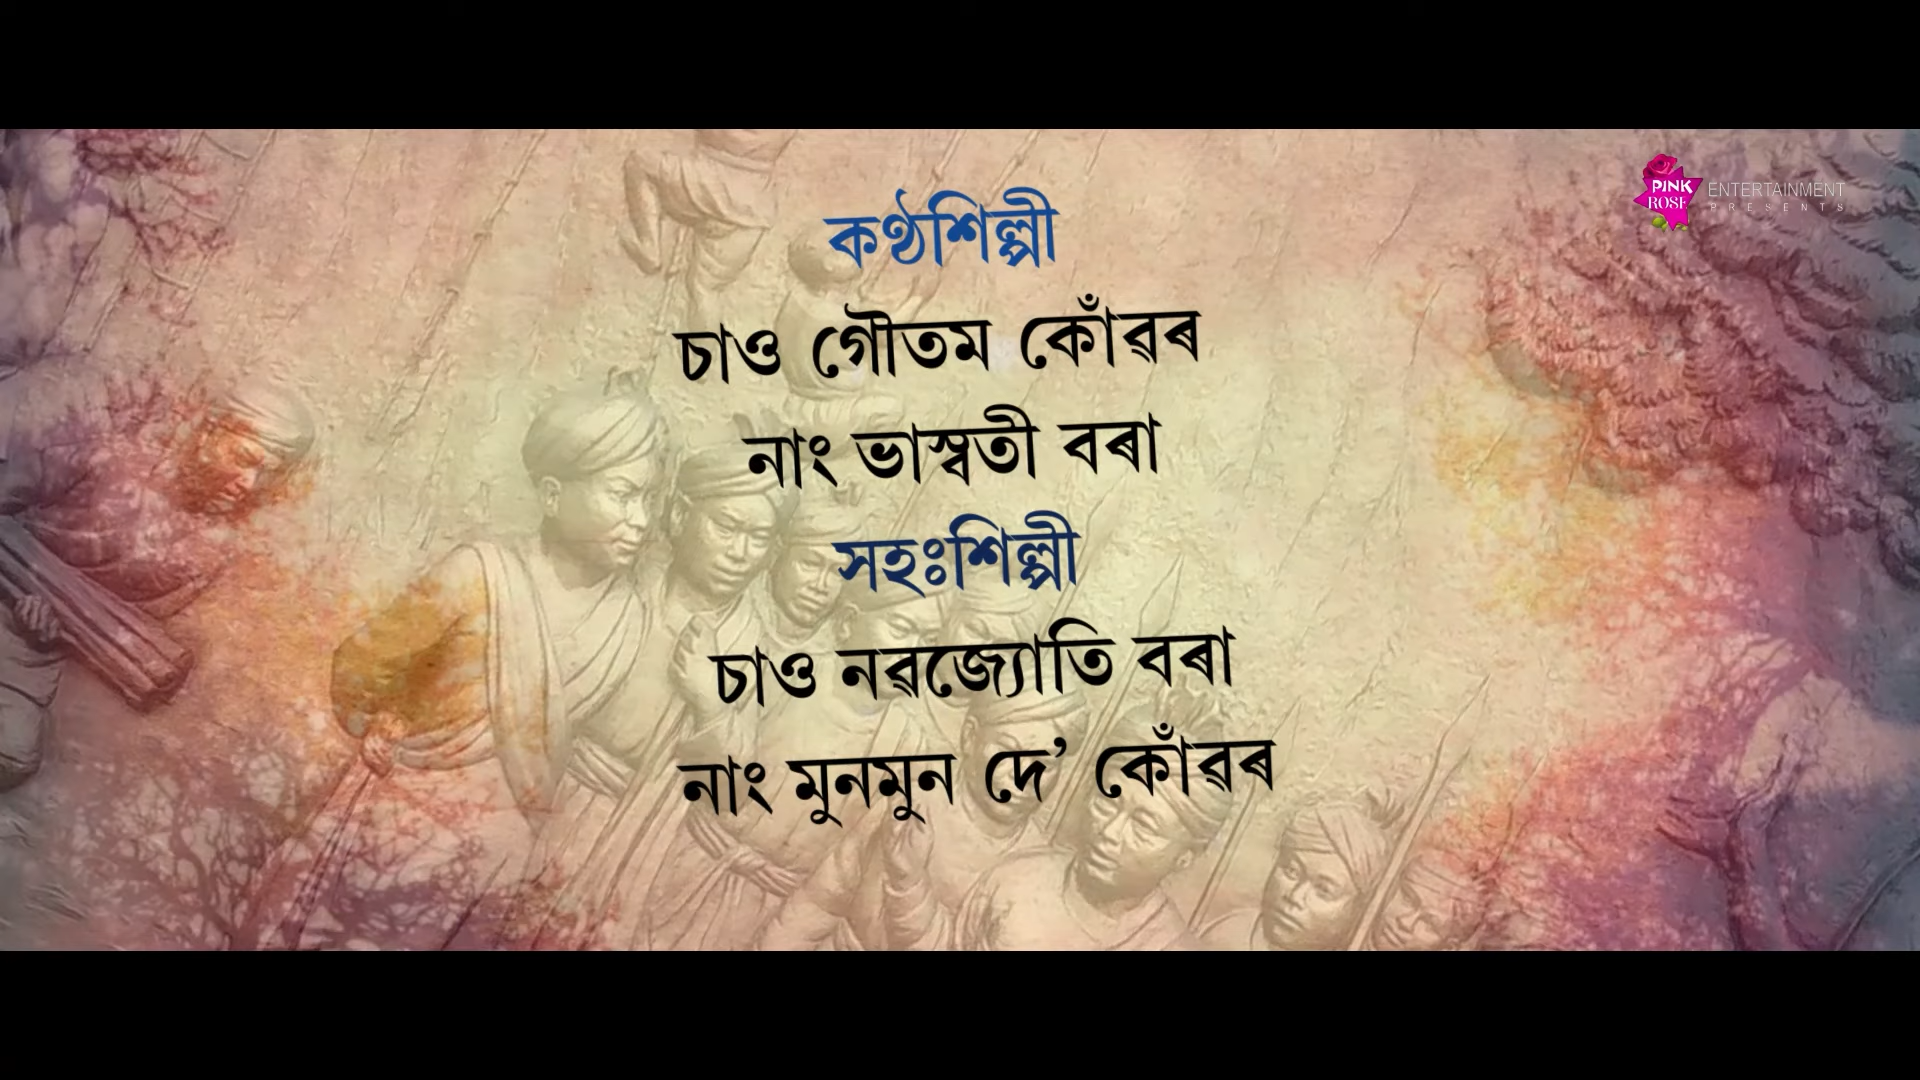 কণ্ঠশিল্পী
চাও গৌতম কোঁৱৰ
নাং ভাস্বতী বৰা
সহঃশিল্পী
চাও নৱজ্যোতি বৰা
নাং মুনমুন দে’ কোঁৱৰ
PINK
ROSE
ENTERTAINMENT
PRESENTS